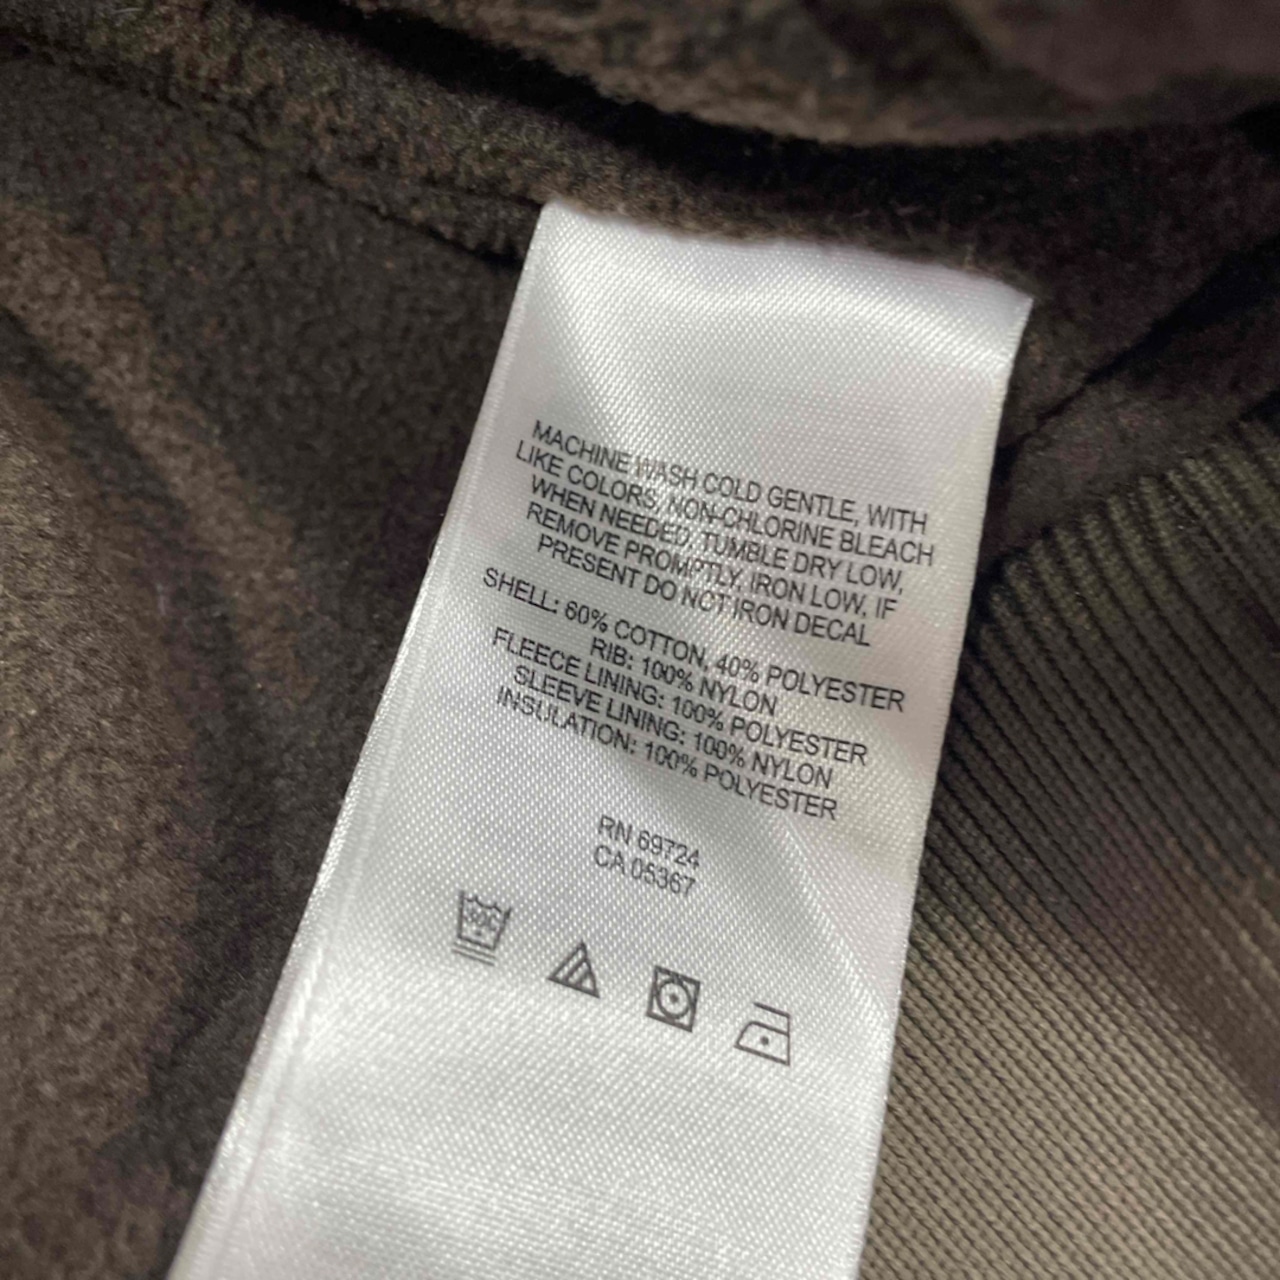 MACHINE WASH COLD GENTLE, WITH
LIKE COLORS, NON-CHLORINE BLEACH
WHEN NEEDED, TUMBLE DRY LOW,
REMOVE PROMPTLY, IRON LOW, IF
PRESENT DO NOT IRON DECAL
SHELL: 60% COTTON, 40% POLYESTER
RIB: 100% NYLON
FLEECE LINING: 100% POLYESTER
SLEEVE LINING: 100% NYLON
INSULATION: 100% POLYESTER
RN 69724
CA 05367